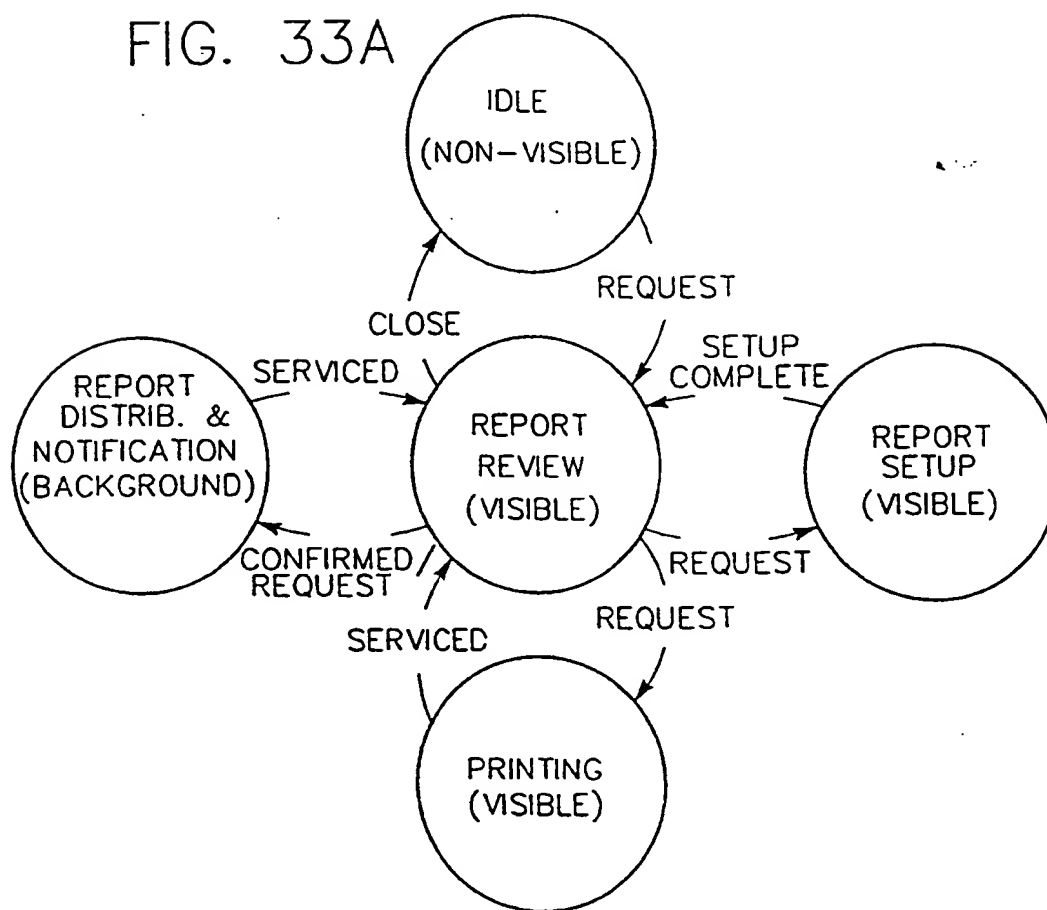 FIG. 33A
IDLE
(NON-VISIBLE)
REQUEST
CLOSE
SETUP
COMPLETE
SERVICED
REPORT
DISTRIB. &
NOTIFICATION
(BACKGROUND)
REPORT
REVIEW
(VISIBLE)
REPORT
SETUP
(VISIBLE)
CONFIRMED
REQUEST
REQUEST
REQUEST
SERVICED
PRINTING
(VISIBLE)